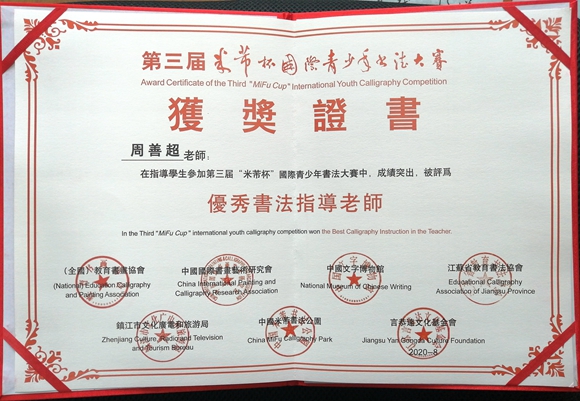 第三届米芾杯國際青少年书法大赛
Award Certificate of the Third "MiFu Cup" International Youth Calligraphy Competition
獲獎證書
周善超老師：
在指導學生參加第三届“米芾杯”國際青少年書法大賽中，成績突出，被評爲
優秀書法指導老師
In the Third "MiFu Cup" international youth calligraphy competition won the Best Calligraphy Instruction in the Teacher.
（全國）教育書畫協會
(National Education Calligraphy
and Painting Association
中國國際書畫藝術研究會
China International Painting and
Calligraphy Research Association
中國文字博物館
National Museum of Chinese Writing
江蘇省教育書法協會
Educational Calligraphy
Association of Jiangsu Province
鎮江市文化廣電和旅游局
Zhenjiang Culture Radio and Television
and Tourism Bureau
中國米芾書法公園
China MiFu Calligraphy Park
言恭達文化基金會
Jiangsu Yan Gongda Culture Foundation
2020-8